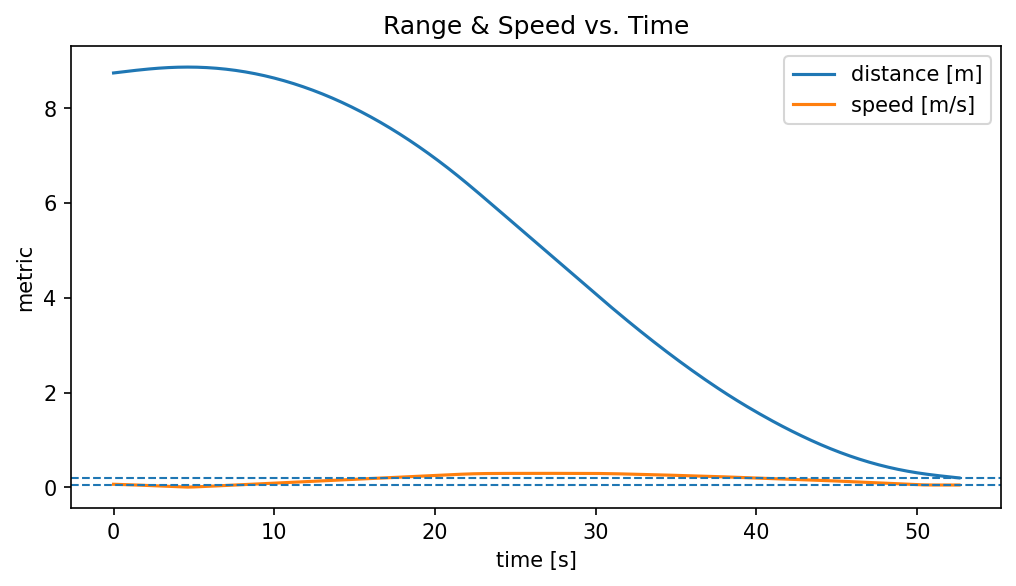 Range & Speed vs. Time
distance [m]
speed [m/s]
metric
8
6
4
2
0
0 10 20 30 40 50
time [s]